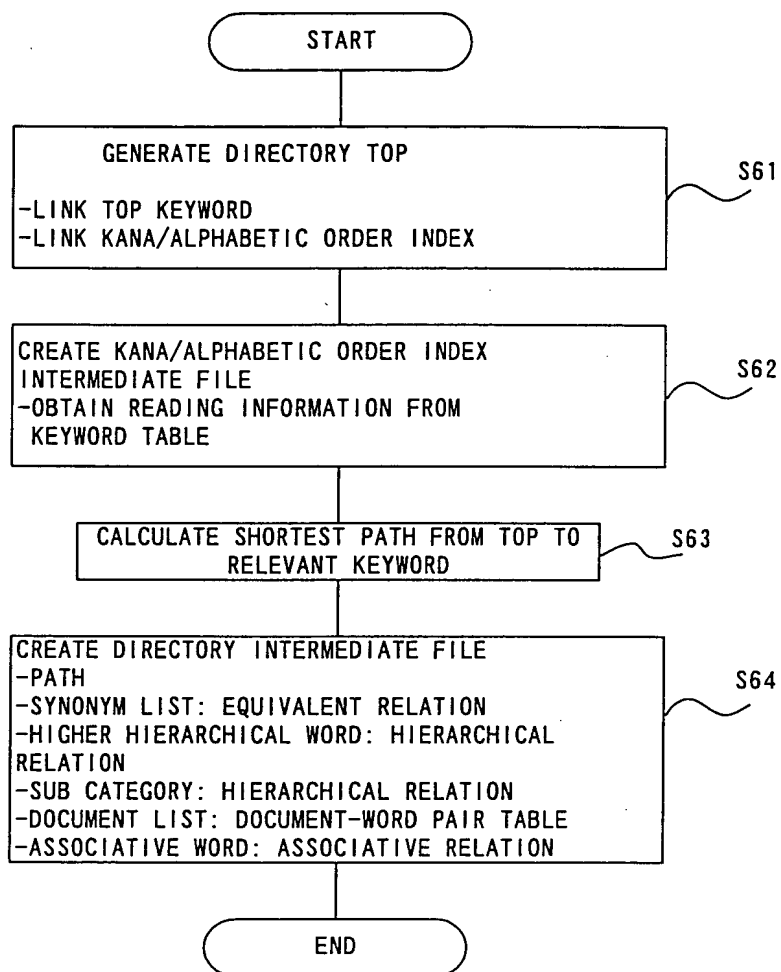 START
GENERATE DIRECTORY TOP
S61
-LINK TOP KEYWORD
-LINK KANA/ALPHABETIC ORDER INDEX
CREATE KANA/ALPHABETIC ORDER INDEX
INTERMEDIATE FILE
S62
-OBTAIN READING INFORMATION FROM
KEYWORD TABLE
CALCULATE SHORTEST PATH FROM TOP TO
RELEVANT KEYWORD
S63
CREATE DIRECTORY INTERMEDIATE FILE
-PATH
-SYNONYM LIST: EQUIVALENT RELATION
S64
-HIGHER HIERARCHICAL WORD: HIERARCHICAL
RELATION
-SUB CATEGORY: HIERARCHICAL RELATION
-DOCUMENT LIST: DOCUMENT-WORD PAIR TABLE
-ASSOCIATIVE WORD: ASSOCIATIVE RELATION
END